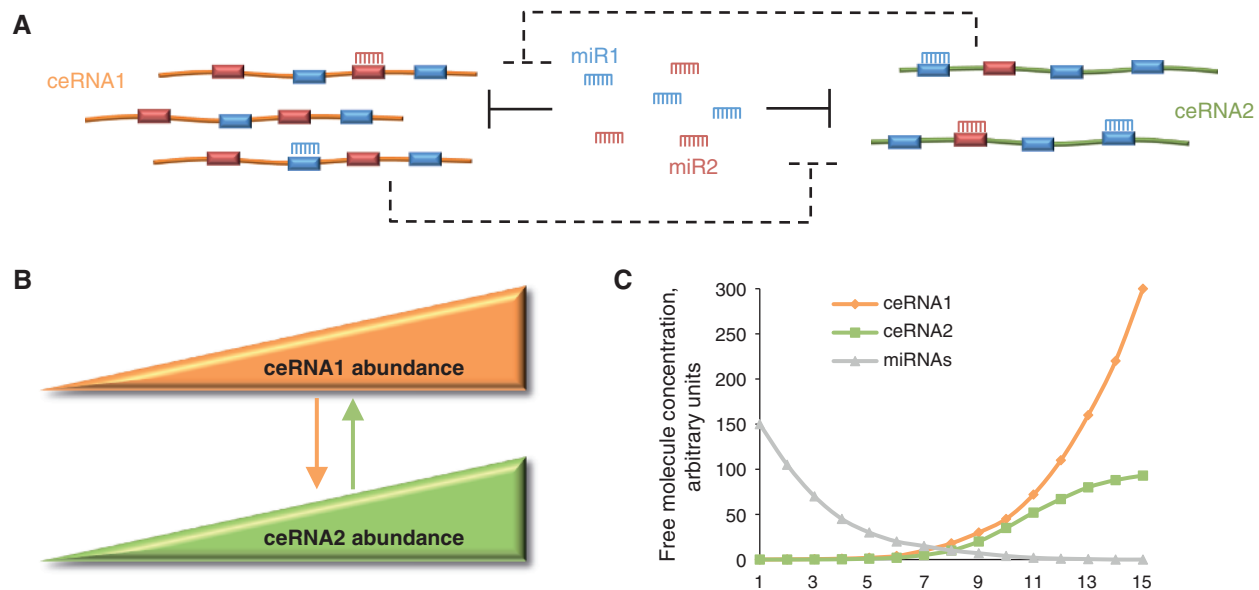 A
ceRNA1
miR1
miR2
ceRNA2
B
ceRNA1 abundance
ceRNA2 abundance
C
Free molecule concentration,
arbitrary units
300
250
200
150
100
50
0
1 3 5 7 9 11 13 15
ceRNA1
ceRNA2
miRNAs